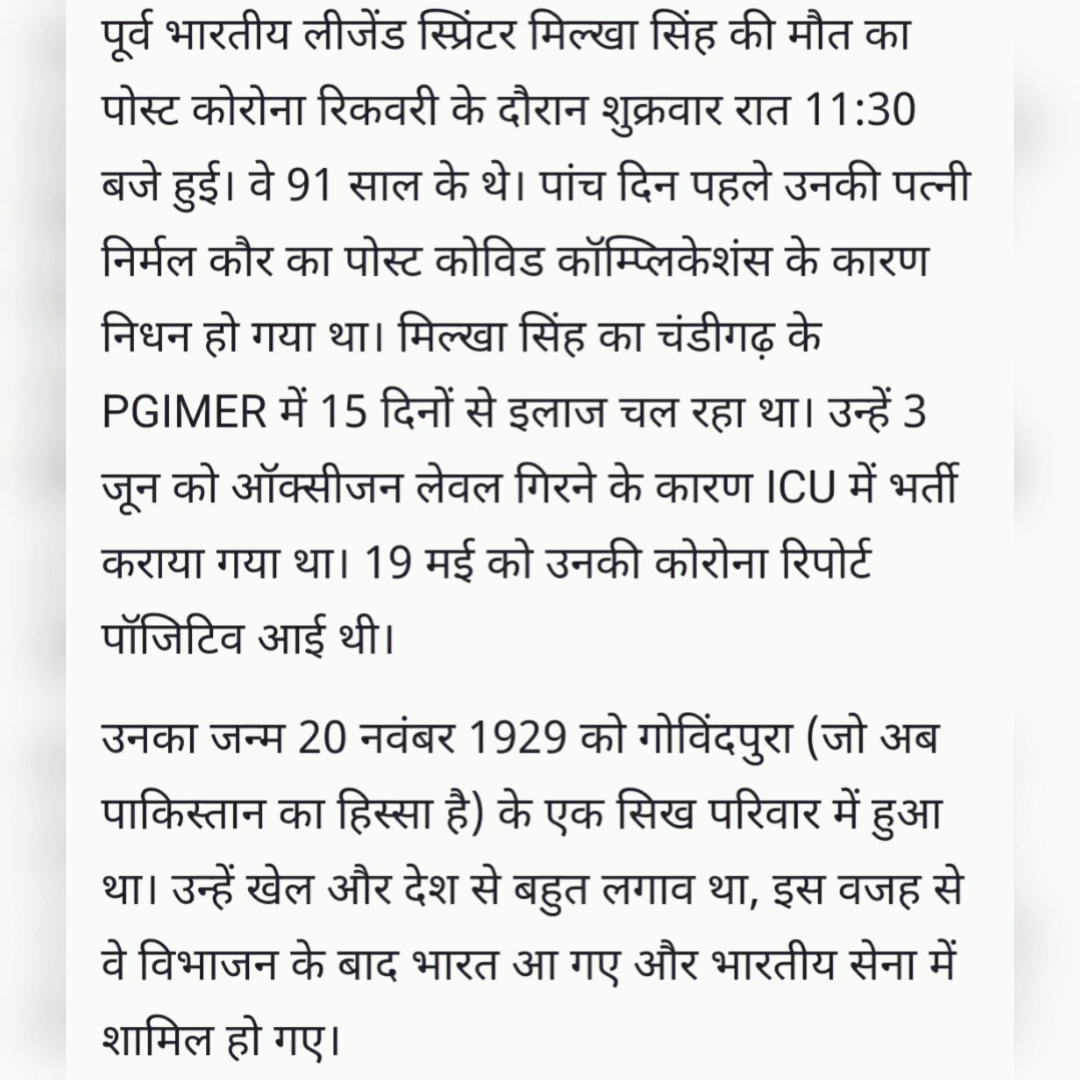 पूर्व भारतीय लीजेंड स्प्रिंटर मिल्खा सिंह की मौत का
पोस्ट कोरोना रिकवरी के दौरान शुक्रवार रात 11:30
बजे हुई। वे 91 साल के थे। पांच दिन पहले उनकी पत्नी
निर्मल कौर का पोस्ट कोविड कॉम्प्लिकेशंस के कारण
निधन हो गया था। मिल्खा सिंह का चंडीगढ़ के
PGIMER में 15 दिनों से इलाज चल रहा था। उन्हें 3
जून को ऑक्सीजन लेवल गिरने के कारण ICU में भर्ती
कराया गया था। 19 मई को उनकी कोरोना रिपोर्ट
पॉजिटिव आई थी।
उनका जन्म 20 नवंबर 1929 को गोविंदपुरा (जो अब
पाकिस्तान का हिस्सा है) के एक सिख परिवार में हुआ
था। उन्हें खेल और देश से बहुत लगाव था, इस वजह से
वे विभाजन के बाद भारत आ गए और भारतीय सेना में
शामिल हो गए।